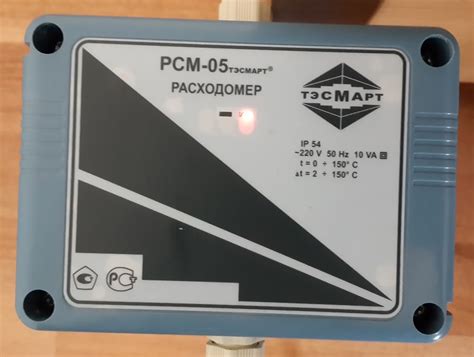 РСМ-05ТЭСМАРТ®
РАСХОДОМЕР
ТЭСМАРТ
IP 54
~220 V 50 Hz 10 VA
t = 0 ÷ 150° C
Δt = 2 ÷ 150° C